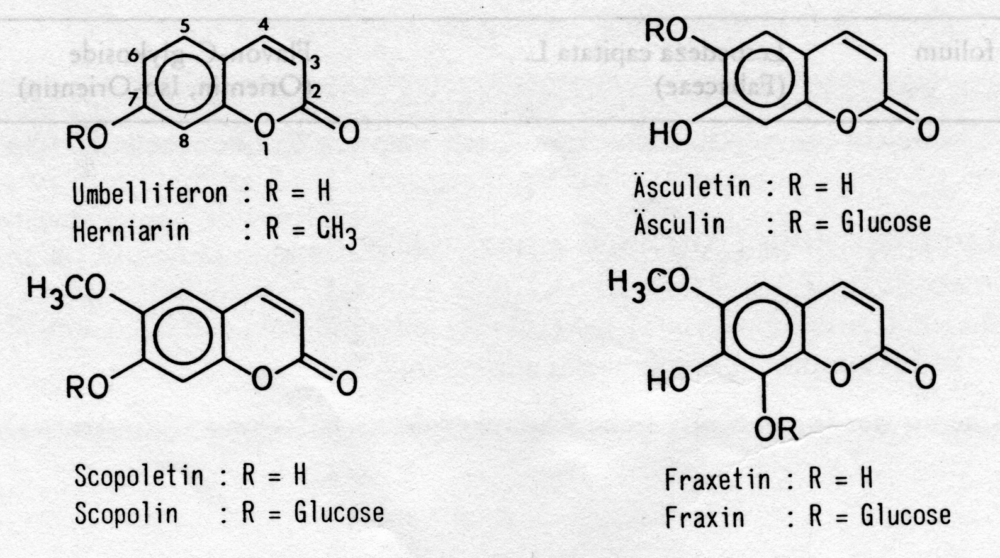 5 4
6 3
7 2
RO 8 O O
1
Umbelliferon : R = H
Herniarin : R = CH3
RO
HO O O
Äsculetin : R = H
Äsculin : R = Glucose
H3CO
RO O O
Scopoletin : R = H
Scopolin : R = Glucose
H3CO
HO O O
OR
Fraxetin : R = H
Fraxin : R = Glucose